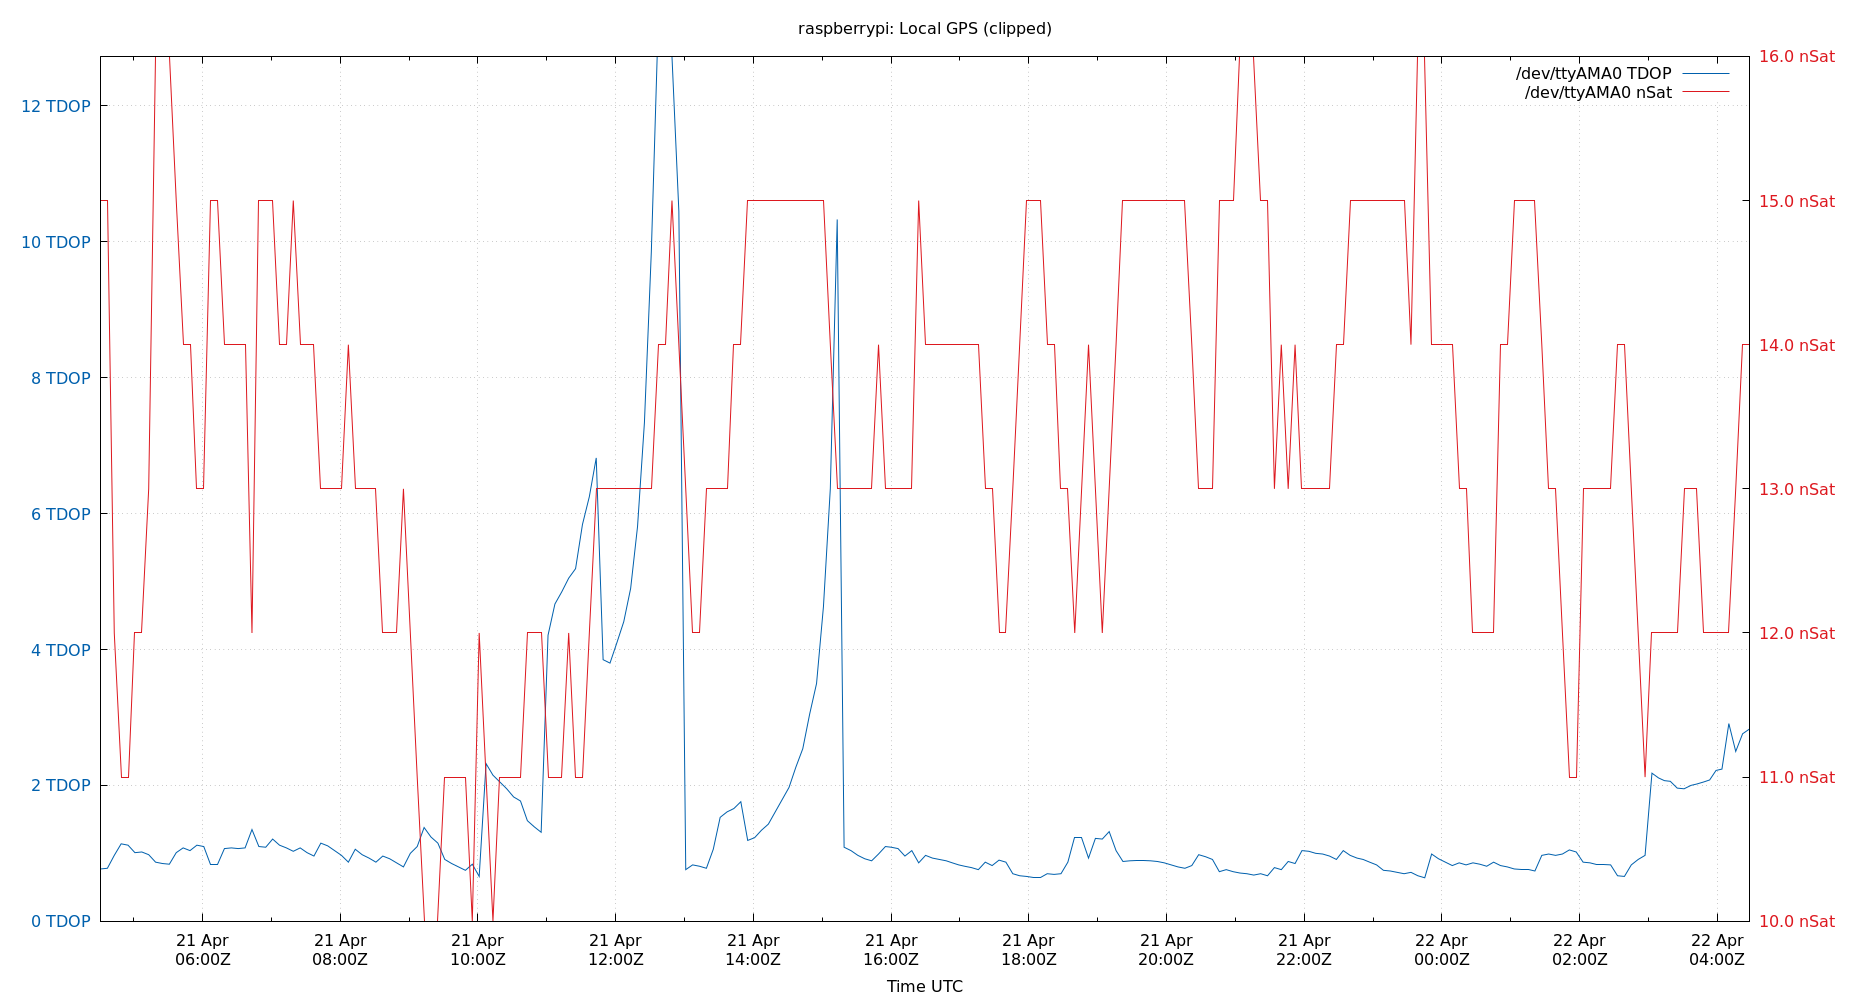 raspberrypi: Local GPS (clipped)
/dev/ttyAMA0 TDOP
/dev/ttyAMA0 nSat
12 TDOP
10 TDOP
8 TDOP
6 TDOP
4 TDOP
2 TDOP
0 TDOP
16.0 nSat
15.0 nSat
14.0 nSat
13.0 nSat
12.0 nSat
11.0 nSat
10.0 nSat
21 Apr
06:00Z
21 Apr
08:00Z
21 Apr
10:00Z
21 Apr
12:00Z
21 Apr
14:00Z
21 Apr
16:00Z
21 Apr
18:00Z
21 Apr
20:00Z
21 Apr
22:00Z
22 Apr
00:00Z
22 Apr
02:00Z
22 Apr
04:00Z
Time UTC